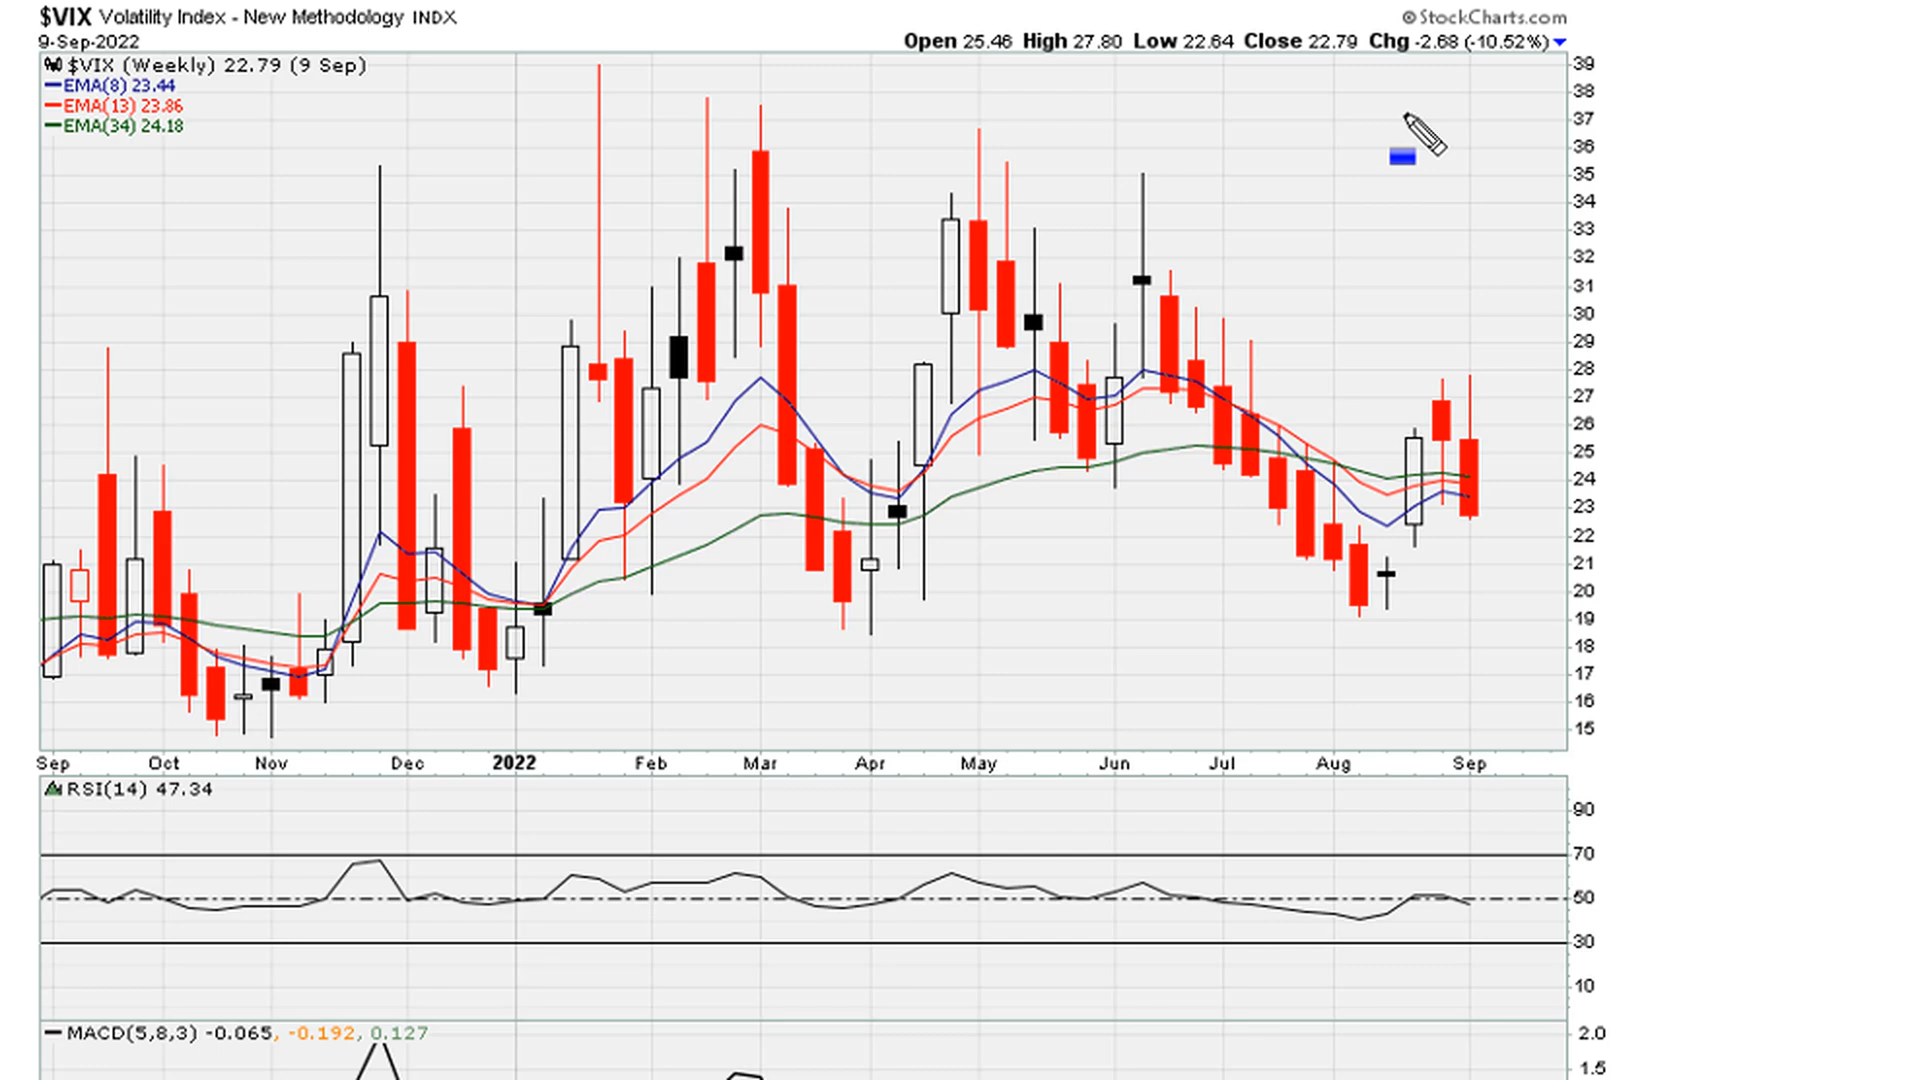 $VIX Volatility Index - New Methodology INDX
© StockCharts.com
9-Sep-2022
Open 25.46 High 27.80 Low 22.64 Close 22.79 Chg -2.68 (-10.52%)
$VIX (Weekly) 22.79 (9 Sep)
EMA(8) 23.44
EMA(13) 23.86
EMA(34) 24.18
39
38
37
36
35
34
33
32
31
30
29
28
27
26
25
24
23
22
21
20
19
18
17
16
15
Sep Oct Nov Dec 2022 Feb Mar Apr May Jun Jul Aug Sep
RSI(14) 47.34
90
70
50
30
10
MACD(5,8,3) -0.065, -0.192, 0.127
2.0
1.5